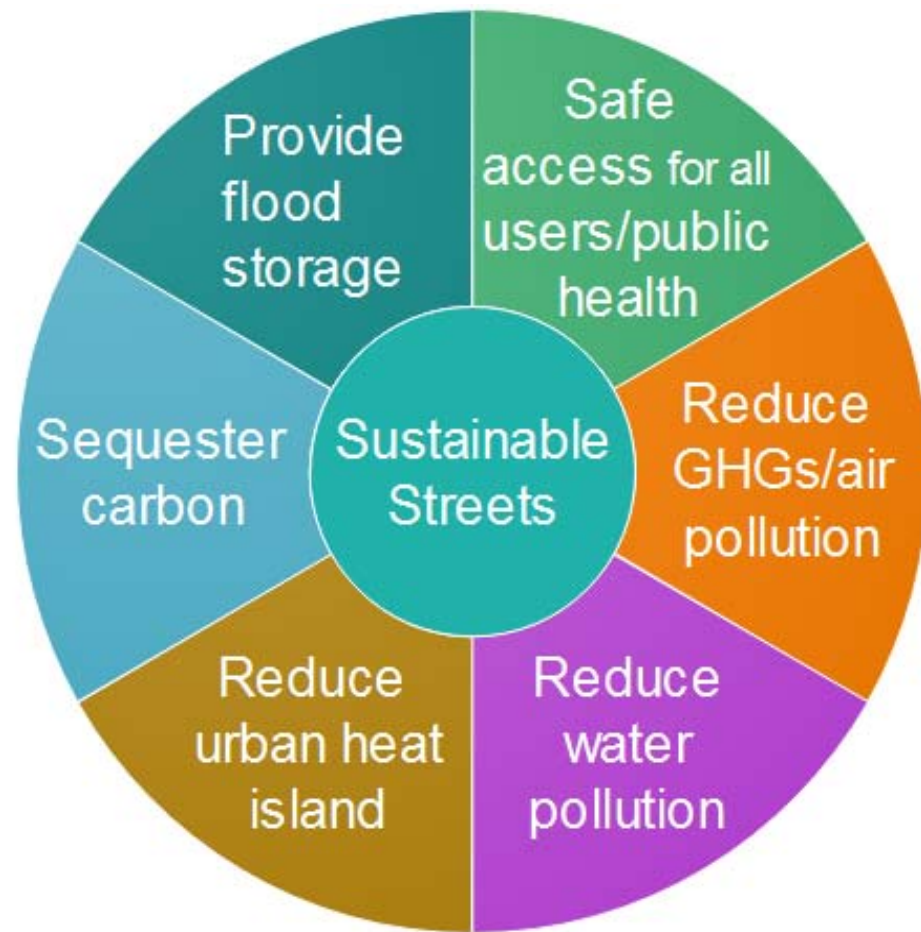 Provide
flood
storage
Safe
access for all
users/public
health
Sequester
carbon
Sustainable
Streets
Reduce
GHGs/air
pollution
Reduce
urban heat
island
Reduce
water
pollution